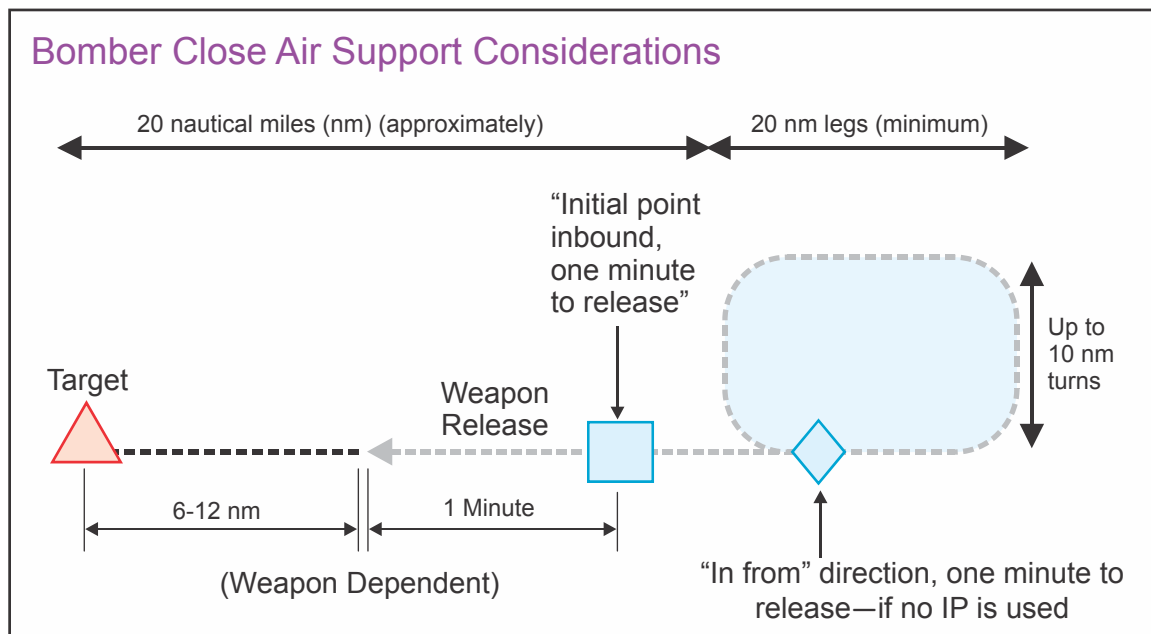 Bomber Close Air Support Considerations
20 nautical miles (nm) (approximately)
20 nm legs (minimum)
“Initial point
inbound,
one minute
to release”
Up to
10 nm
turns
Target
Weapon
Release
6-12 nm
1 Minute
(Weapon Dependent)
“In from” direction, one minute to
release—if no IP is used